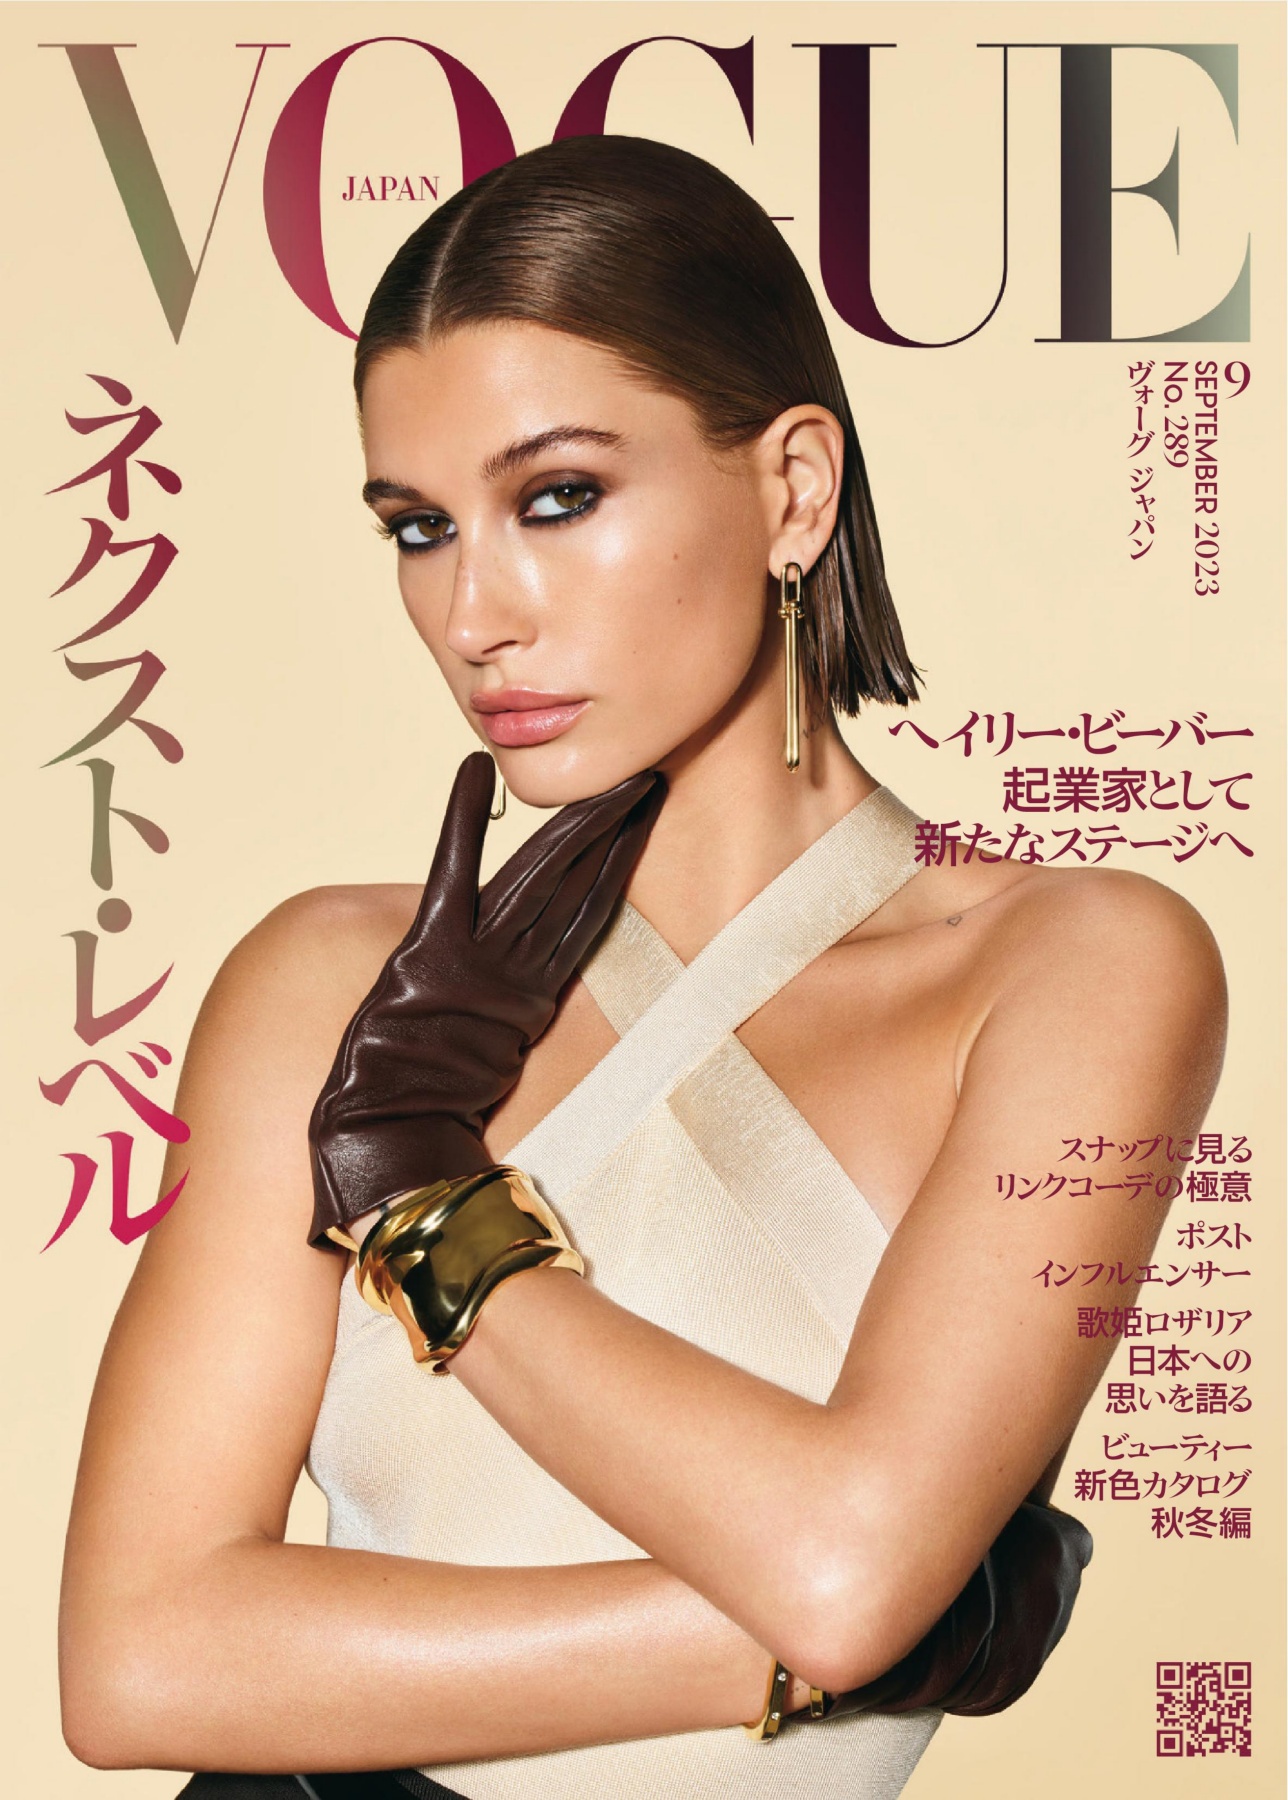 VOGUE
JAPAN
9
SEPTEMBER 2023
No. 289
ヴォーグ ジャパン
ネクスト・レベル
ヘイリー・ビーバー
起業家として
新たなステージへ
スナップに見る
リンクコーデの極意
ポスト
インフルエンサー
歌姫ロザリア
日本への
思いを語る
ビューティー
新色カタログ
秋冬編